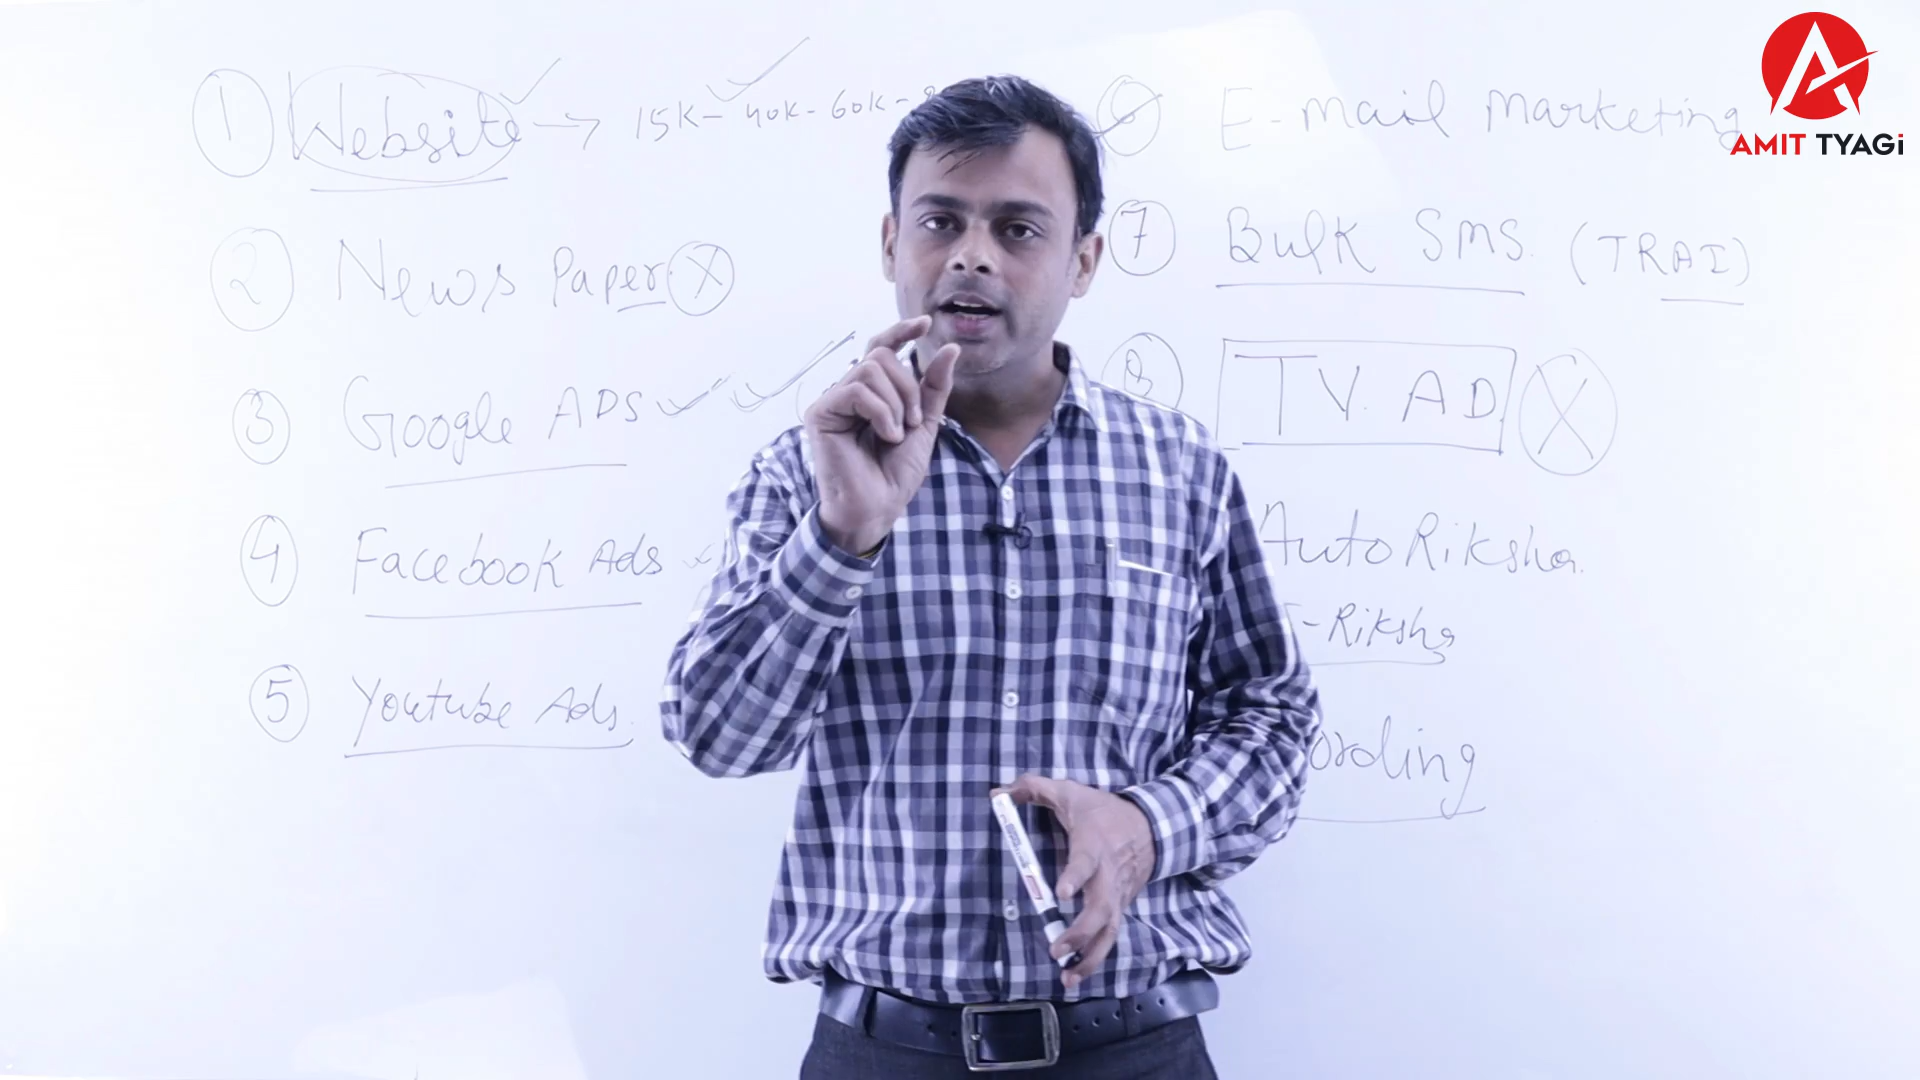 1 Website → 15K- 40K-60K-
2 News Paper X
3 Google ADS
4 Facebook Ads
5 Youtube Ads.
6 E-mail Marketing
7 Bulk SMS. (TRAI)
8 T.V. AD. X
Auto Riksha.
-Riksha
ording
AMIT TYAGi